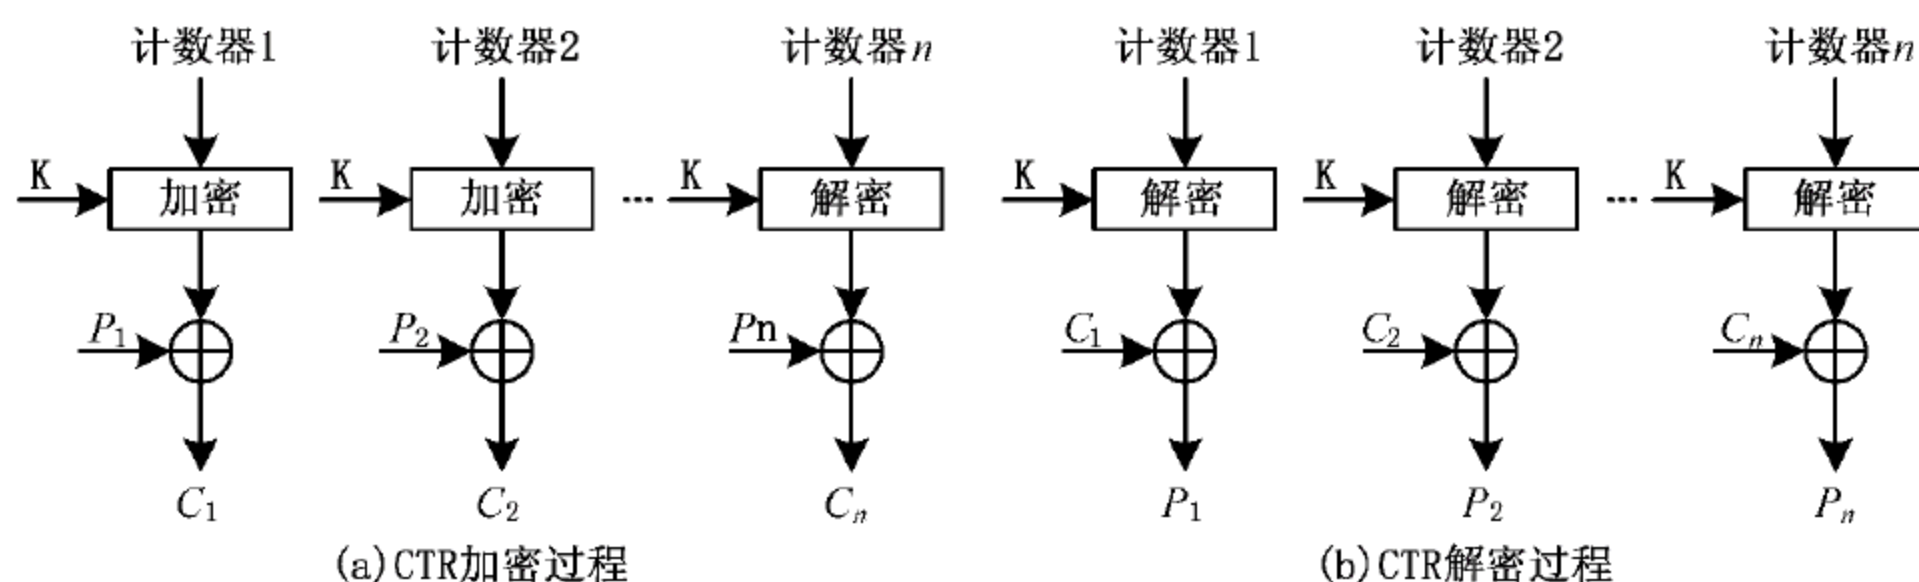 计数器1 计数器2 计数器n 计数器1 计数器2 计数器n
K 加密 K 加密 ... K 解密 K 解密 K 解密 ... K 解密
P1 P2 Pn C1 C2 Cn
C1 C2 Cn P1 P2 Pn
(a)CTR加密过程 (b)CTR解密过程